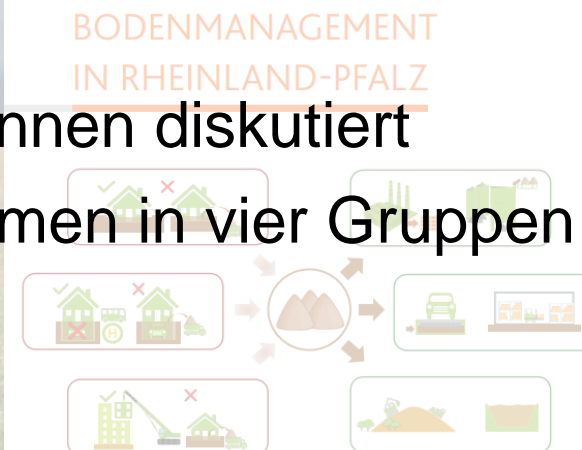 BODENMANAGEMENT
IN RHEINLAND-PFALZ
nnen diskutiert
men in vier Gruppen
H